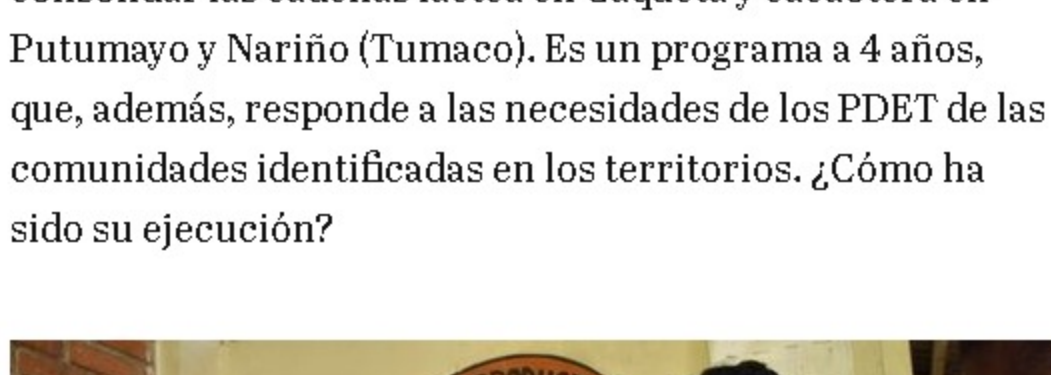 Putumayo y Nariño (Tumaco). Es un programa a 4 años,
que, además, responde a las necesidades de los PDET de las
comunidades identificadas en los territorios. ¿Cómo ha
sido su ejecución?